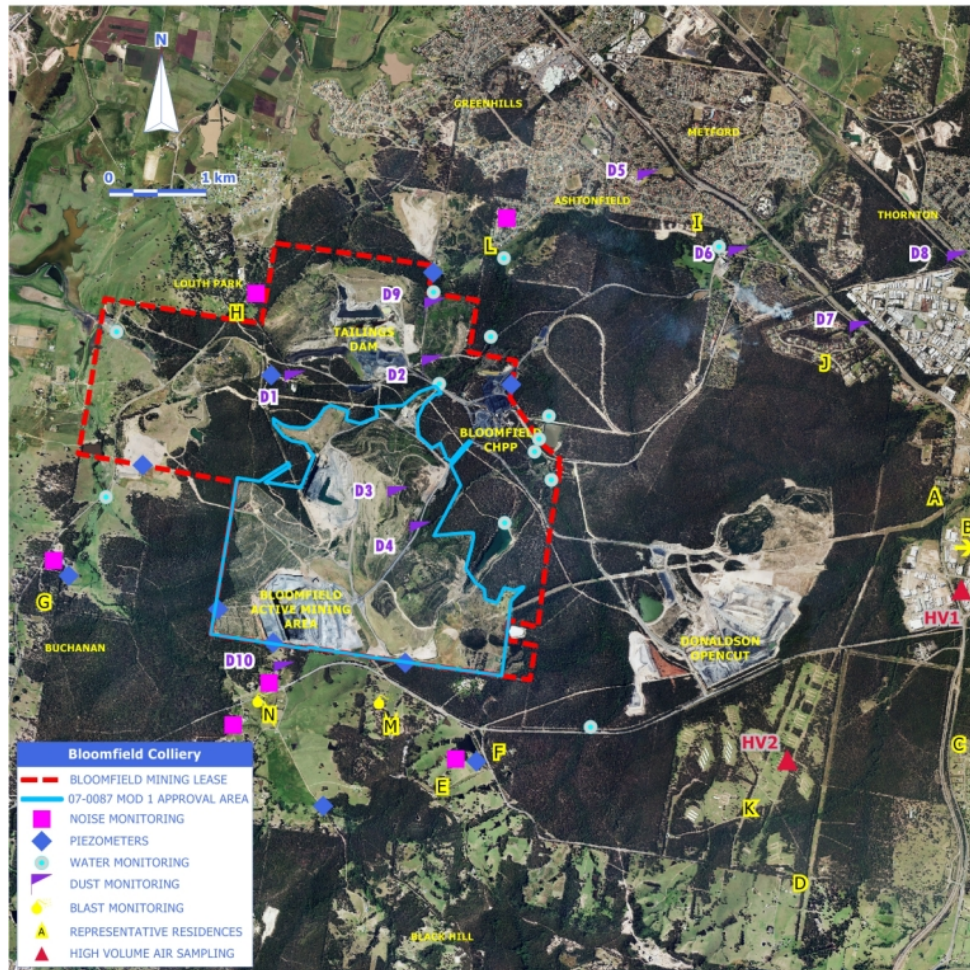 N
0 1 km
GREENHILLS
METFORD
D5
ASHTONFIELD
I
THORNTON
L
D6
D8
LOUTH PARK
H
D9
TAILINGS
DAM
D7
J
D2
D1
BLOOMFIELD
CHPP
D3
A
D4
B
G
BLOOMFIELD
ACTIVE MINING
AREA
HV1
BUCHANAN
DONALDSON
OPENCUT
D10
N
M
F
HV2
C
E
K
D
BLACK HILL
Bloomfield Colliery
BLOOMFIELD MINING LEASE
07-0087 MOD 1 APPROVAL AREA
NOISE MONITORING
PIEZOMETERS
WATER MONITORING
DUST MONITORING
BLAST MONITORING
A REPRESENTATIVE RESIDENCES
HIGH VOLUME AIR SAMPLING